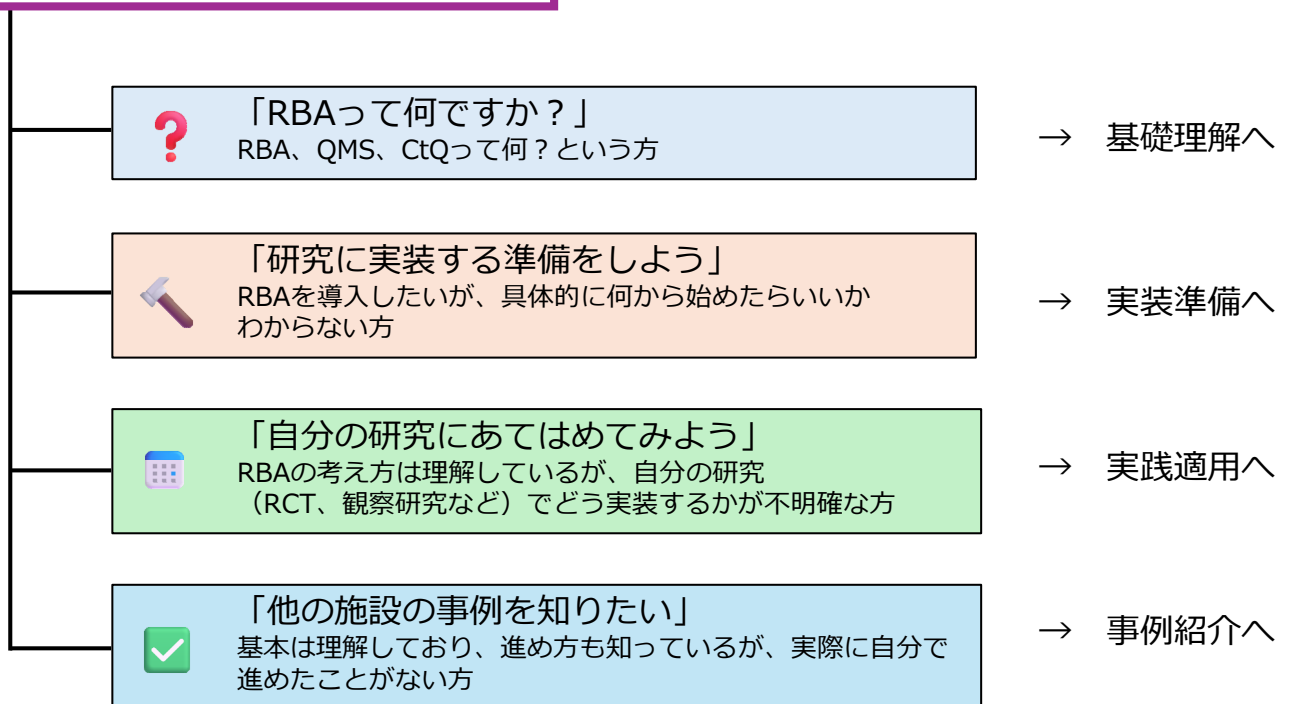 「RBAって何ですか？」
RBA、QMS、CtQって何？という方
→ 基礎理解へ
「研究に実装する準備をしよう」
RBAを導入したいが、具体的に何から始めたらいいか
わからない方
→ 実装準備へ
「自分の研究にあてはめてみよう」
RBAの考え方は理解しているが、自分の研究
（RCT、観察研究など）でどう実装するかが不明確な方
→ 実践適用へ
「他の施設の事例を知りたい」
基本は理解しており、進め方も知っているが、実際に自分で
進めたことがない方
→ 事例紹介へ